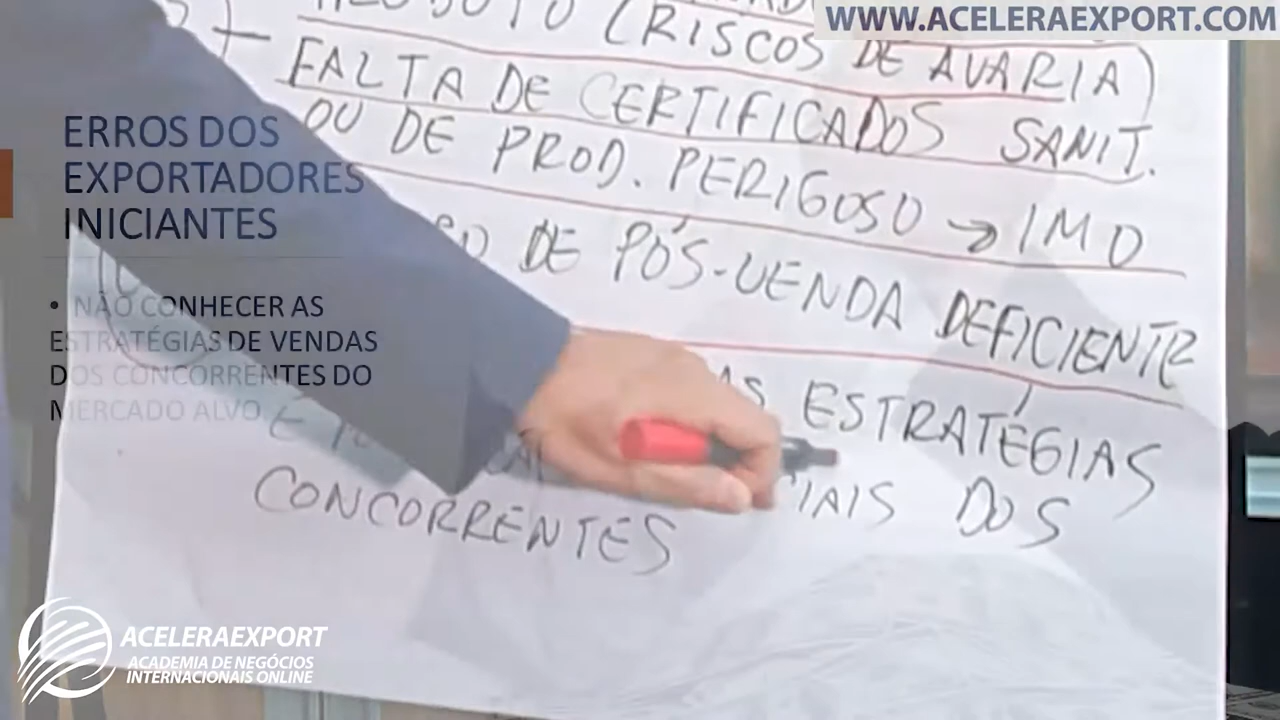 WWW.ACELERAEXPORT.COM
(RISCOS DE AVARIA)
FALTA DE CERTIFICADOS SANIT.
OU DE PROD. PERIGOSO → IMO
DE PÓS-VENDA DEFICIENTE
AS ESTRATÉGIAS
DOS
CONCORRENTES
ERROS DOS
EXPORTADORES
INICIANTES
• NÃO CONHECER AS
ESTRATÉGIAS DE VENDAS
DOS CONCORRENTES DO
MERCADO ALVO
ACELERAEXPORT
ACADEMIA DE NEGÓCIOS
INTERNACIONAIS ONLINE